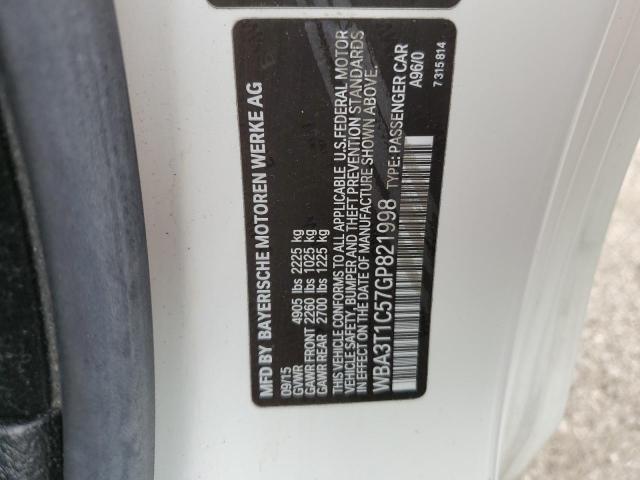 MFD BY BAYERISCHE MOTOREN WERKE AG
09/15
GVWR 4905 lbs 2225 kg
GAWR FRONT 2260 lbs 1025 kg
GAWR REAR 2700 lbs 1225 kg
THIS VEHICLE CONFORMS TO ALL APPLICABLE U.S.FEDERAL MOTOR
VEHICLE SAFETY, BUMPER AND THEFT PREVENTION STANDARDS
IN EFFECT ON THE DATE OF MANUFACTURE SHOWN ABOVE.
WBA3T1C57GP821998 TYPE: PASSENGER CAR
A96/0
7 315 814